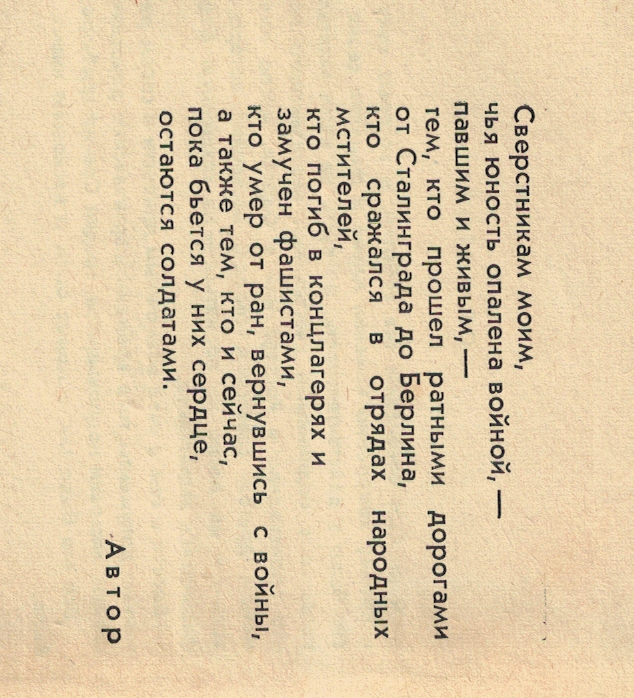 Сверстникам моим,
чья юность опалена войной, —
павшим и живым, —
тем, кто прошел ратными дорогами
от Сталинграда до Берлина,
кто сражался в отрядах народных
мстителей,
кто погиб в концлагерях и
замучен фашистами,
кто умер от ран, вернувшись с войны,
а также тем, кто и сейчас,
пока бьется у них сердце,
остаются солдатами.
Автор